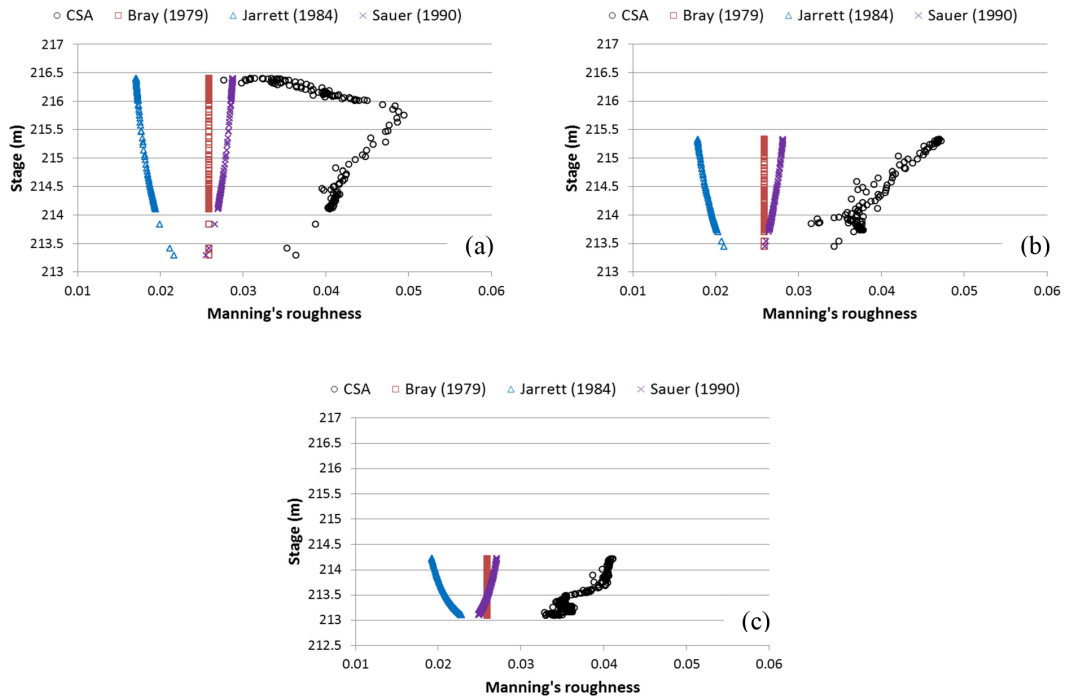 CSA Bray (1979) Jarrett (1984) Sauer (1990)
217
216.5
216
215.5
215
214.5
214
213.5
213
Stage (m)
(a)
0.01 0.02 0.03 0.04 0.05 0.06
Manning's roughness
CSA Bray (1979) Jarrett (1984) Sauer (1990)
217
216.5
216
215.5
215
214.5
214
213.5
213
Stage (m)
(b)
0.01 0.02 0.03 0.04 0.05 0.06
Manning's roughness
CSA Bray (1979) Jarrett (1984) Sauer (1990)
217
216.5
216
215.5
215
214.5
214
213.5
213
212.5
Stage (m)
(c)
0.01 0.02 0.03 0.04 0.05 0.06
Manning's roughness